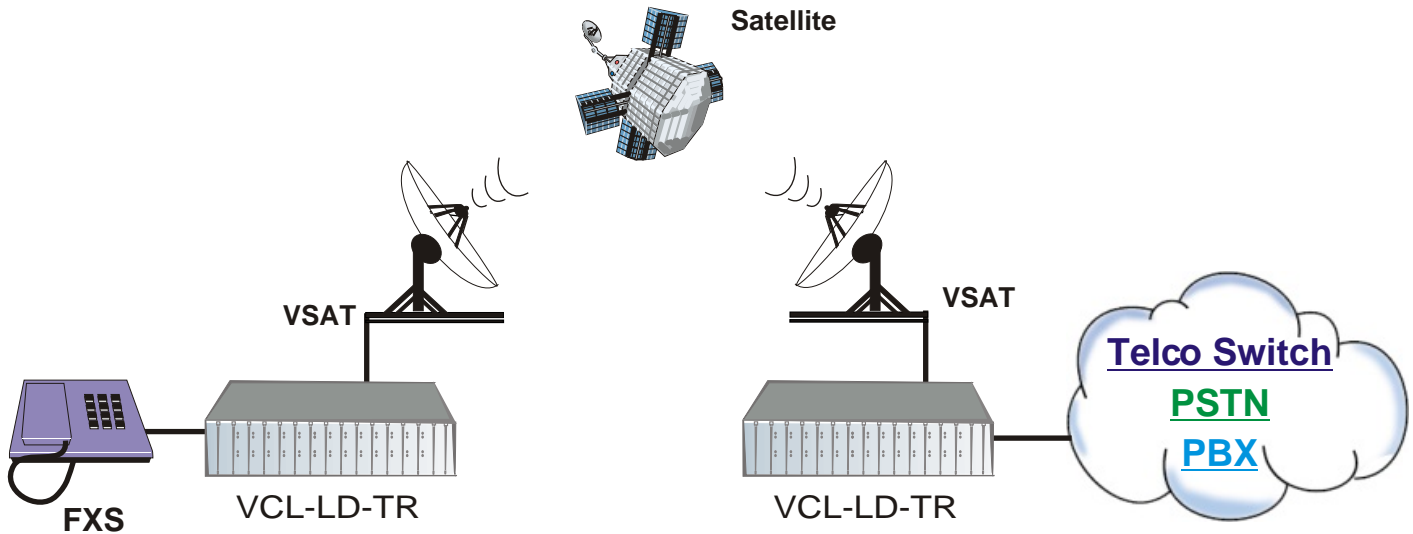 Satellite
VSAT
VSAT
Telco Switch
PSTN
PBX
FXS
VCL-LD-TR
VCL-LD-TR